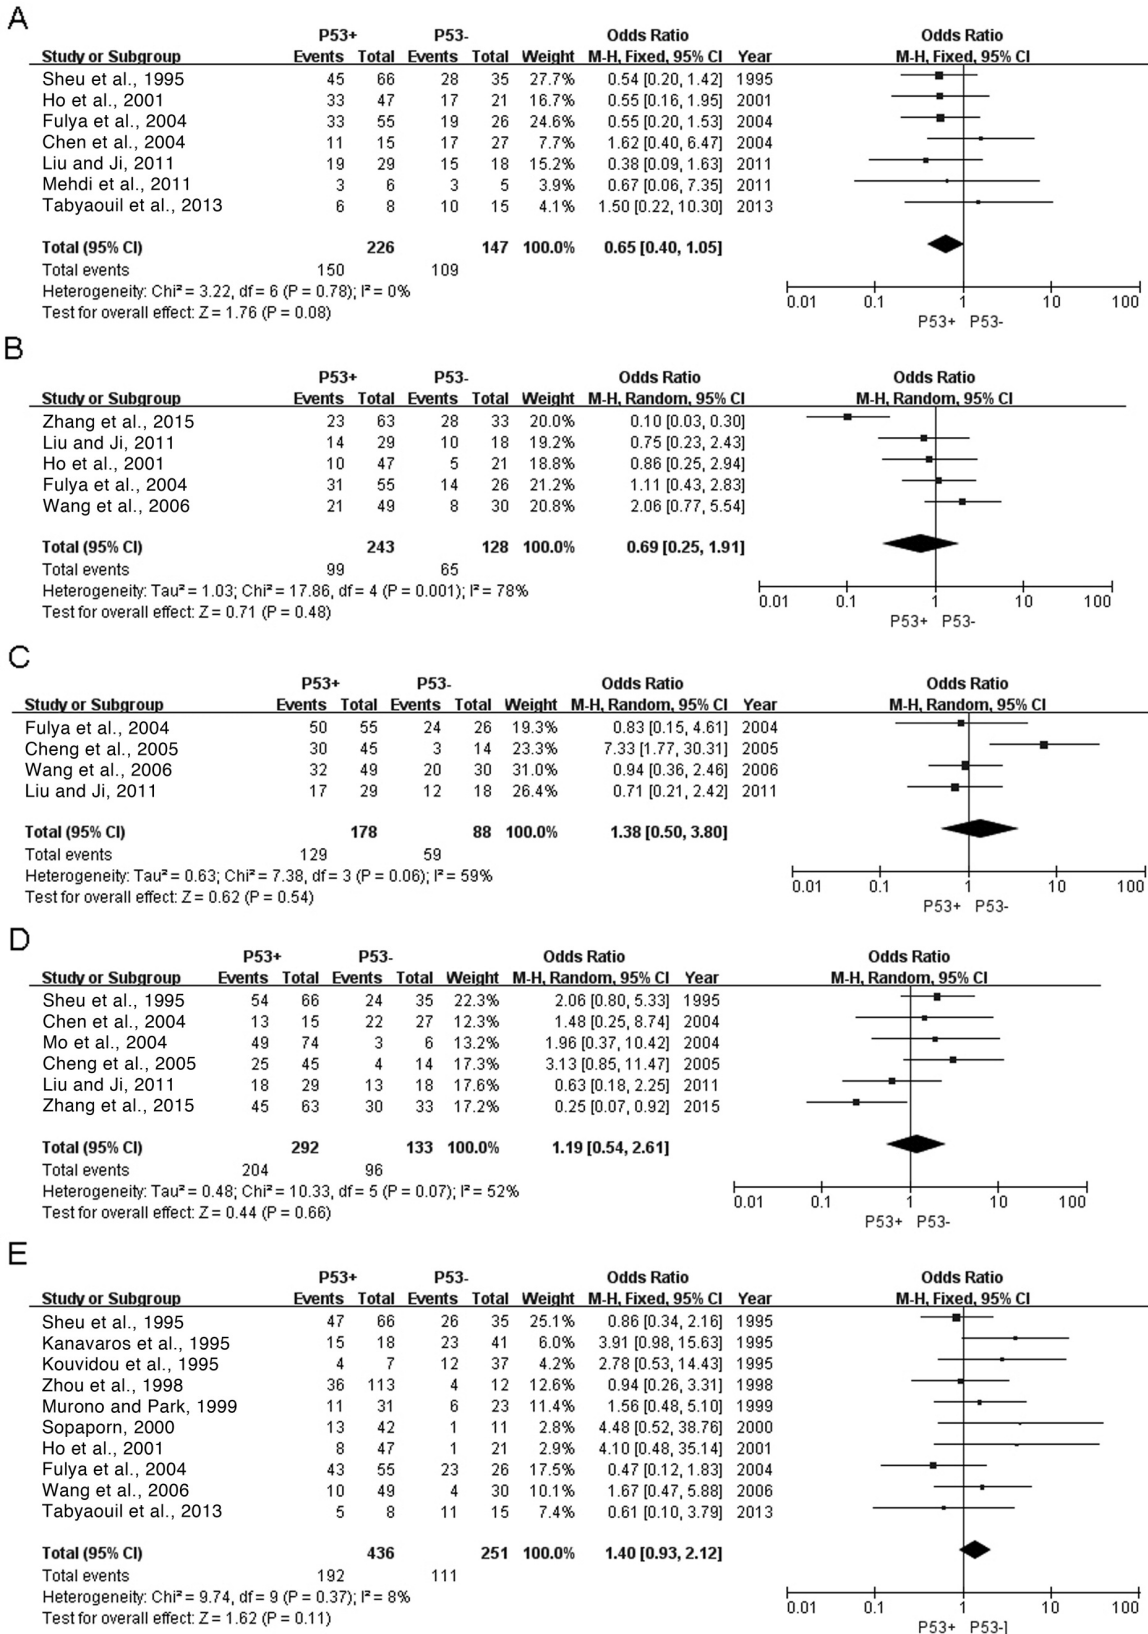 A
P53+ P53- Odds Ratio Odds Ratio
Study or Subgroup Events Total Events Total Weight M-H, Fixed, 95% CI Year M-H, Fixed, 95% CI
Sheu et al., 1995 45 66 28 35 27.7% 0.54 [0.20, 1.42] 1995
Ho et al., 2001 33 47 17 21 16.7% 0.55 [0.16, 1.95] 2001
Fulya et al., 2004 33 55 19 26 24.6% 0.55 [0.20, 1.53] 2004
Chen et al., 2004 11 15 17 27 7.7% 1.62 [0.40, 6.47] 2004
Liu and Ji, 2011 19 29 15 18 15.2% 0.38 [0.09, 1.63] 2011
Mehdi et al., 2011 3 6 3 5 3.9% 0.67 [0.06, 7.35] 2011
Tabyaouil et al., 2013 6 8 10 15 4.1% 1.50 [0.22, 10.30] 2013
Total (95% CI) 226 147 100.0% 0.65 [0.40, 1.05]
Total events 150 109
Heterogeneity: Chi² = 3.22, df = 6 (P = 0.78); I² = 0%
Test for overall effect: Z = 1.76 (P = 0.08)
0.01 0.1 1 10 100
P53+ P53-
B
P53+ P53- Odds Ratio Odds Ratio
Study or Subgroup Events Total Events Total Weight M-H, Random, 95% CI M-H, Random, 95% CI
Zhang et al., 2015 23 63 28 33 20.0% 0.10 [0.03, 0.30]
Liu and Ji, 2011 14 29 10 18 19.2% 0.75 [0.23, 2.43]
Ho et al., 2001 10 47 5 21 18.8% 0.86 [0.25, 2.94]
Fulya et al., 2004 31 55 14 26 21.2% 1.11 [0.43, 2.83]
Wang et al., 2006 21 49 8 30 20.8% 2.06 [0.77, 5.54]
Total (95% CI) 243 128 100.0% 0.69 [0.25, 1.91]
Total events 99 65
Heterogeneity: Tau² = 1.03; Chi² = 17.86, df = 4 (P = 0.001); I² = 78%
Test for overall effect: Z = 0.71 (P = 0.48)
0.01 0.1 1 10 100
P53+ P53-
C
P53+ P53- Odds Ratio Odds Ratio
Study or Subgroup Events Total Events Total Weight M-H, Random, 95% CI Year M-H, Random, 95% CI
Fulya et al., 2004 50 55 24 26 19.3% 0.83 [0.15, 4.61] 2004
Cheng et al., 2005 30 45 3 14 23.3% 7.33 [1.77, 30.31] 2005
Wang et al., 2006 32 49 20 30 31.0% 0.94 [0.36, 2.46] 2006
Liu and Ji, 2011 17 29 12 18 26.4% 0.71 [0.21, 2.42] 2011
Total (95% CI) 178 88 100.0% 1.38 [0.50, 3.80]
Total events 129 59
Heterogeneity: Tau² = 0.63; Chi² = 7.38, df = 3 (P = 0.06); I² = 59%
Test for overall effect: Z = 0.62 (P = 0.54)
0.01 0.1 1 10 100
P53+ P53-
D
P53+ P53- Odds Ratio Odds Ratio
Study or Subgroup Events Total Events Total Weight M-H, Random, 95% CI Year M-H, Random, 95% CI
Sheu et al., 1995 54 66 24 35 22.3% 2.06 [0.80, 5.33] 1995
Chen et al., 2004 13 15 22 27 12.3% 1.48 [0.25, 8.74] 2004
Mo et al., 2004 49 74 3 6 13.2% 1.96 [0.37, 10.42] 2004
Cheng et al., 2005 25 45 4 14 17.3% 3.13 [0.85, 11.47] 2005
Liu and Ji, 2011 18 29 13 18 17.6% 0.63 [0.18, 2.25] 2011
Zhang et al., 2015 45 63 30 33 17.2% 0.25 [0.07, 0.92] 2015
Total (95% CI) 292 133 100.0% 1.19 [0.54, 2.61]
Total events 204 96
Heterogeneity: Tau² = 0.48; Chi² = 10.33, df = 5 (P = 0.07); I² = 52%
Test for overall effect: Z = 0.44 (P = 0.66)
0.01 0.1 1 10 100
P53+ P53-
E
P53+ P53- Odds Ratio Odds Ratio
Study or Subgroup Events Total Events Total Weight M-H, Fixed, 95% CI Year M-H, Fixed, 95% CI
Sheu et al., 1995 47 66 26 35 25.1% 0.86 [0.34, 2.16] 1995
Kanavaros et al., 1995 15 18 23 41 6.0% 3.91 [0.98, 15.63] 1995
Kouvidou et al., 1995 4 7 12 37 4.2% 2.78 [0.53, 14.43] 1995
Zhou et al., 1998 36 113 4 12 12.6% 0.94 [0.26, 3.31] 1998
Murono and Park, 1999 11 31 6 23 11.4% 1.56 [0.48, 5.10] 1999
Sopaporn, 2000 13 42 1 11 2.8% 4.48 [0.52, 38.76] 2000
Ho et al., 2001 8 47 1 21 2.9% 4.10 [0.48, 35.14] 2001
Fulya et al., 2004 43 55 23 26 17.5% 0.47 [0.12, 1.83] 2004
Wang et al., 2006 10 49 4 30 10.1% 1.67 [0.47, 5.88] 2006
Tabyaouil et al., 2013 5 8 11 15 7.4% 0.61 [0.10, 3.79] 2013
Total (95% CI) 436 251 100.0% 1.40 [0.93, 2.12]
Total events 192 111
Heterogeneity: Chi² = 9.74, df = 9 (P = 0.37); I² = 8%
Test for overall effect: Z = 1.62 (P = 0.11)
0.01 0.1 1 10 100
P53+ P53-]